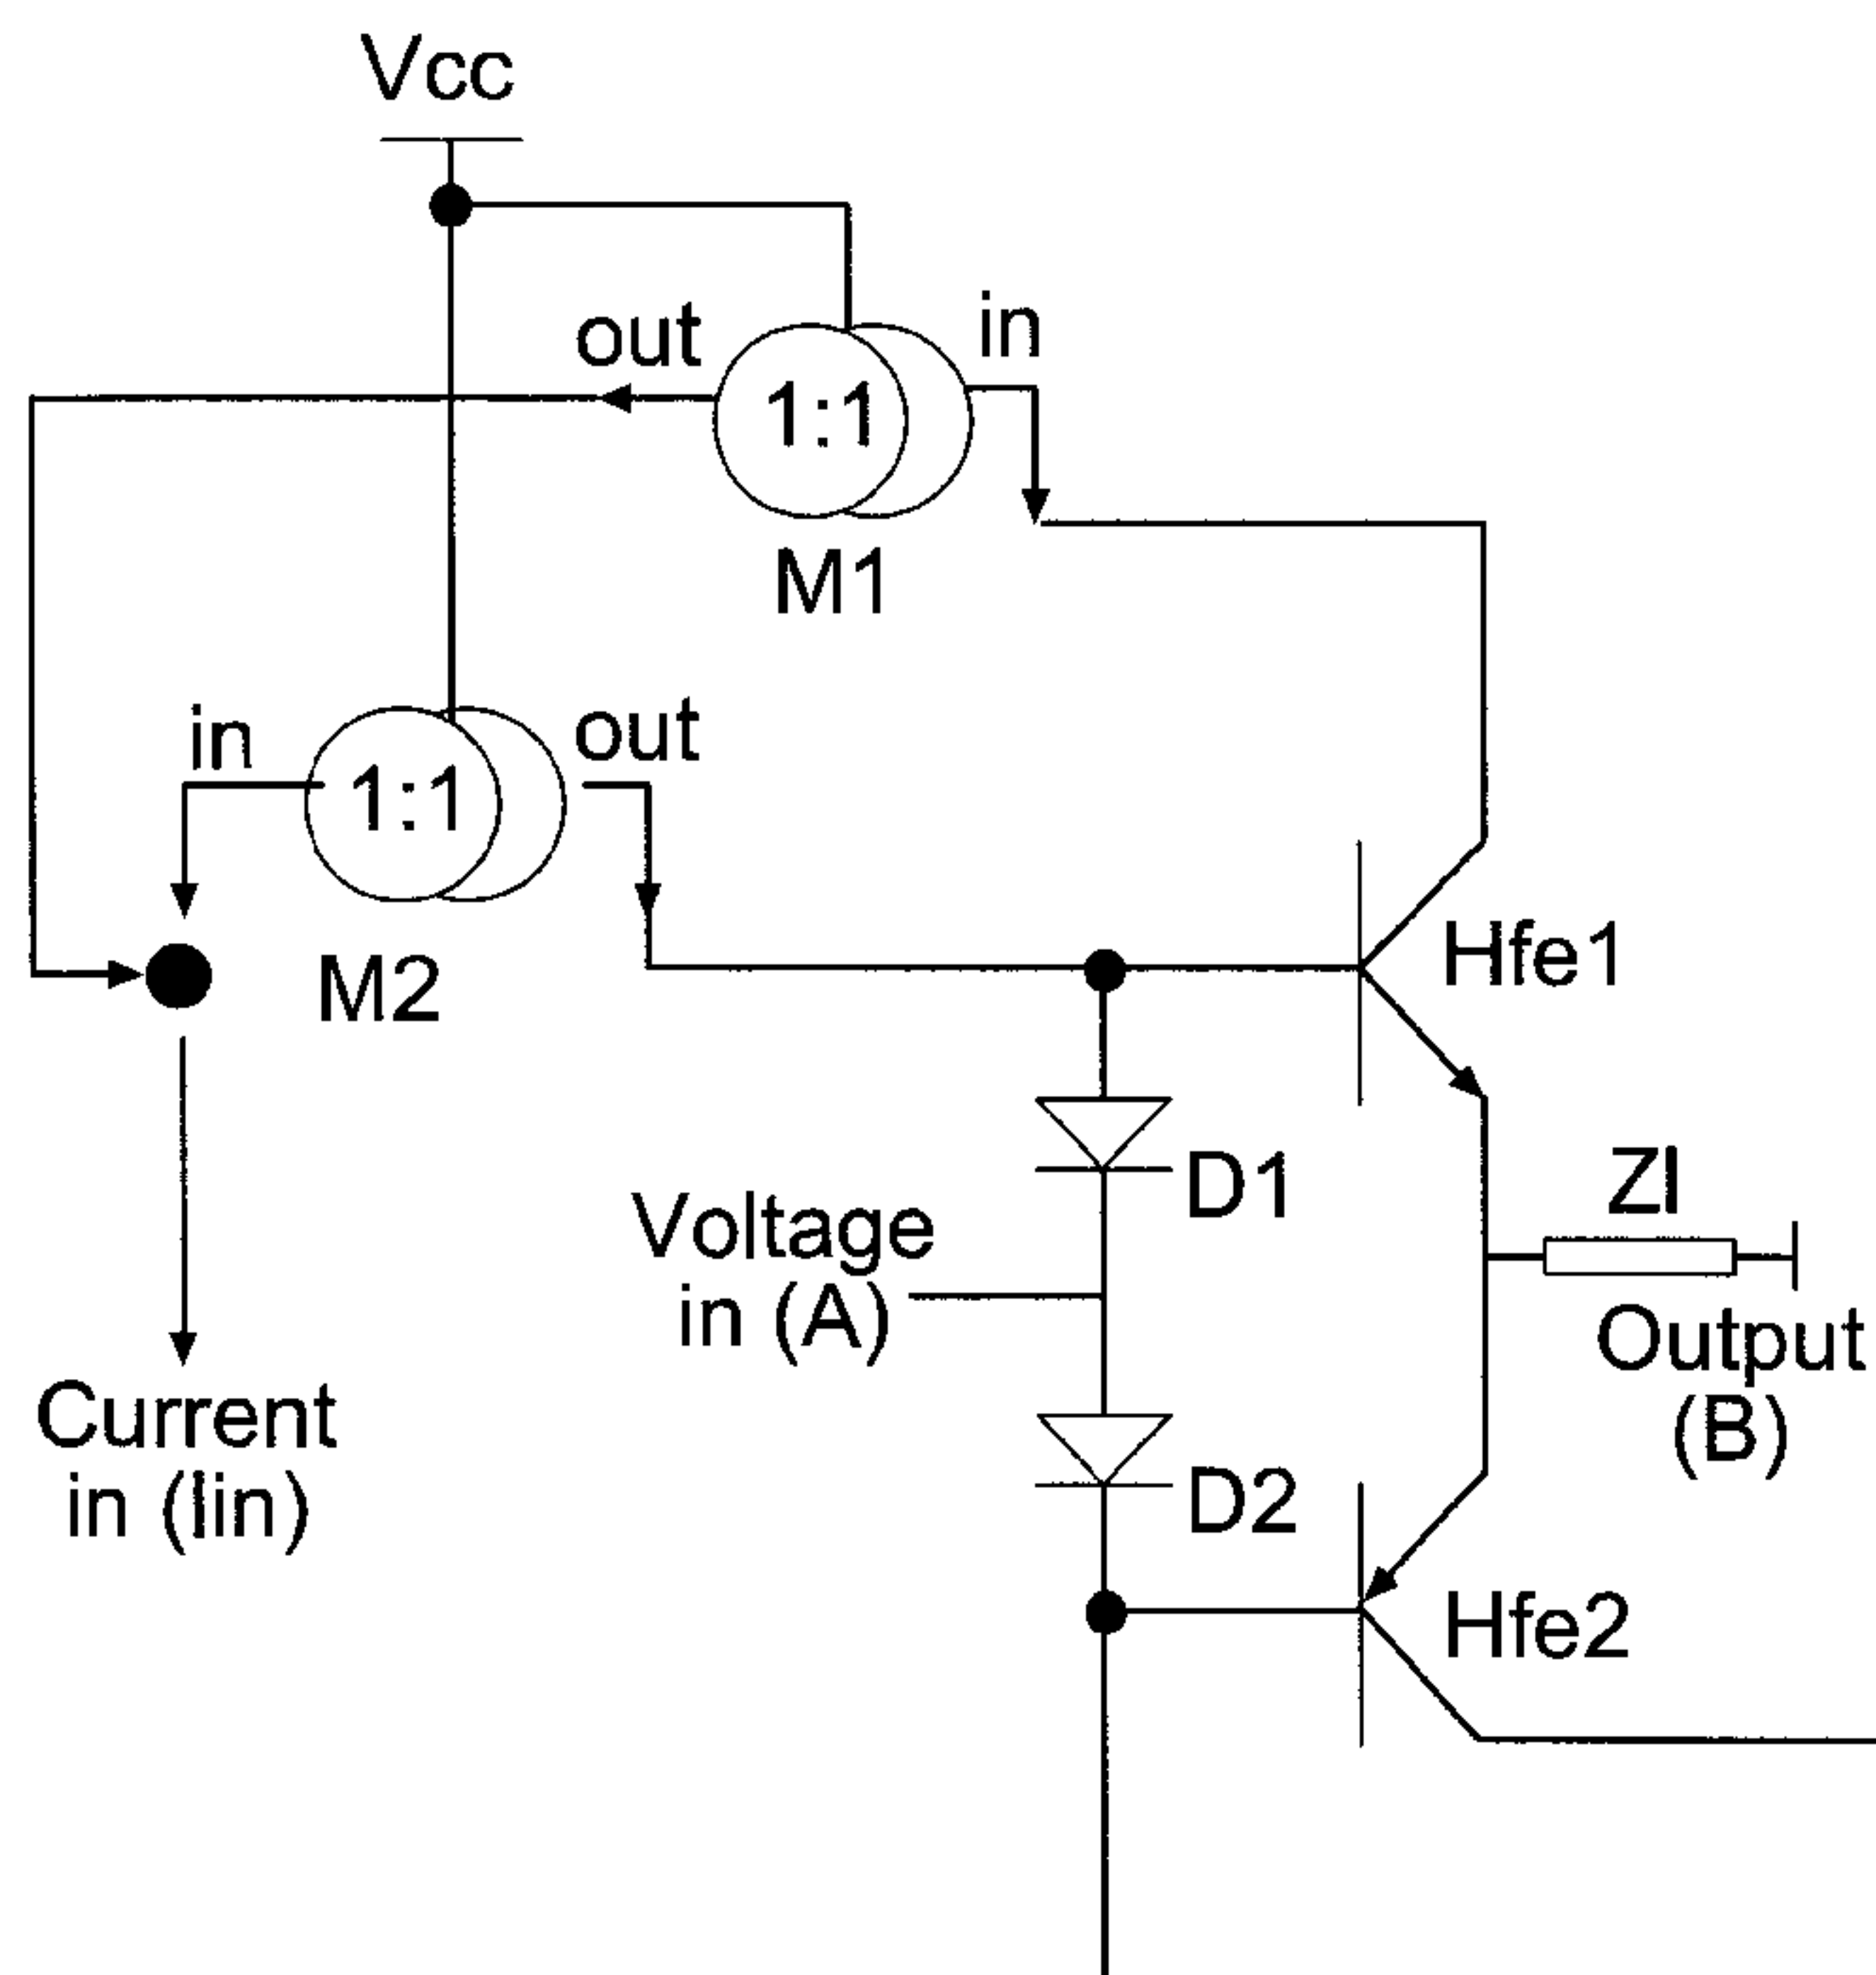 Vcc
out
in
1:1
M1
in
out
1:1
M2
Hfe1
D1
Zl
Voltage
in (A)
Output
(B)
Current
in (Iin)
D2
Hfe2